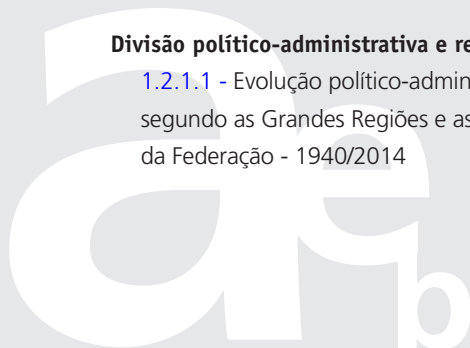 Divisão político-administrativa e re
1.2.1.1 - Evolução político-admin
segundo as Grandes Regiões e as
da Federação - 1940/2014
ae
b